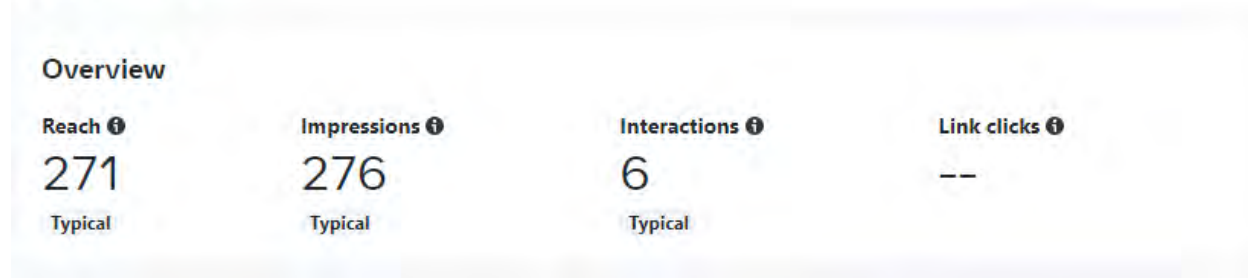 Overview
Reach Impressions Interactions Link clicks
271 276 6 --
Typical Typical Typical